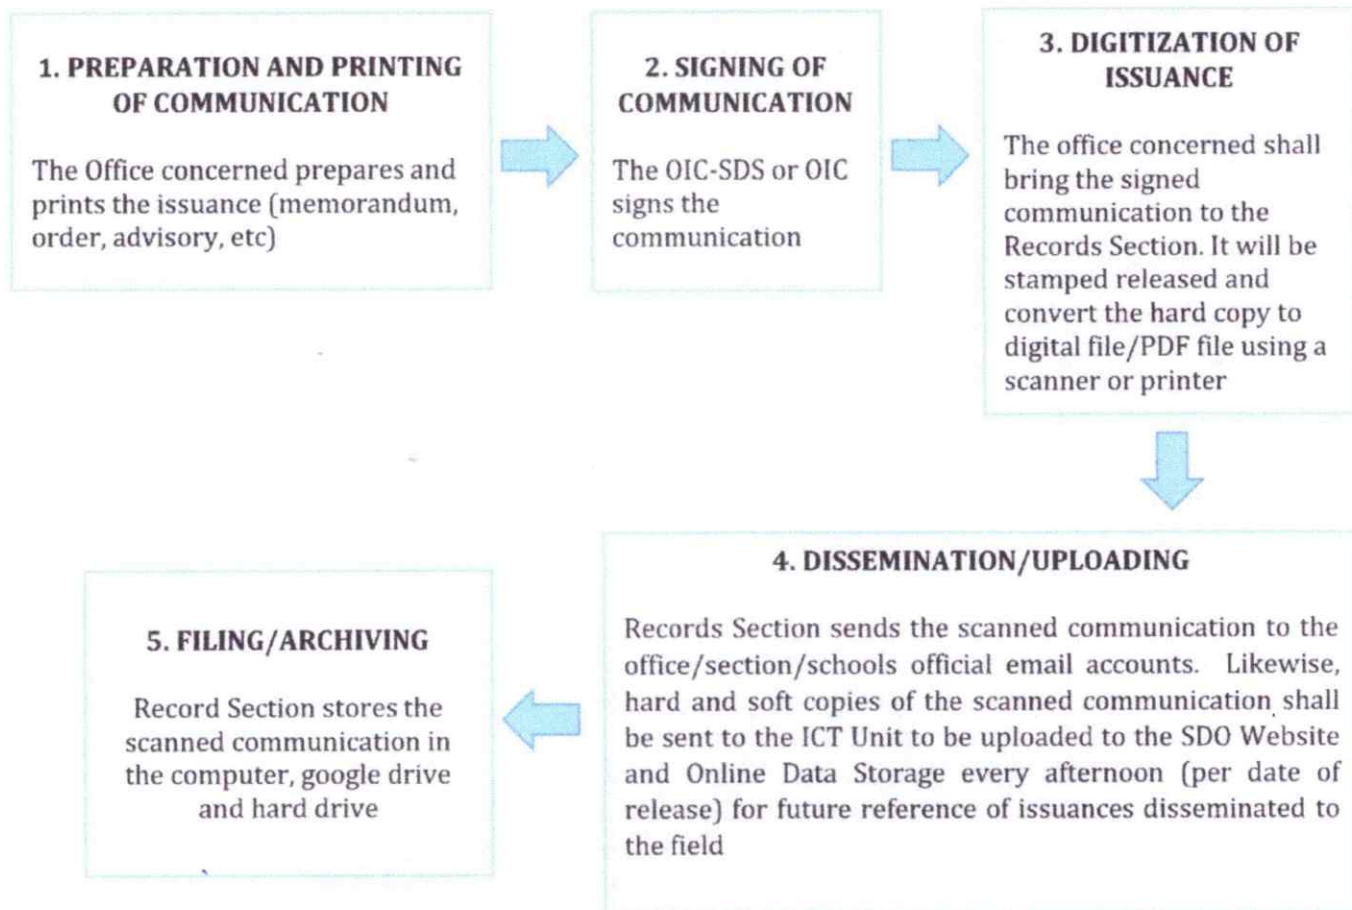 1. PREPARATION AND PRINTING
OF COMMUNICATION
The Office concerned prepares and
prints the issuance (memorandum,
order, advisory, etc)
2. SIGNING OF
COMMUNICATION
The OIC-SDS or OIC
signs the
communication
3. DIGITIZATION OF
ISSUANCE
The office concerned shall
bring the signed
communication to the
Records Section. It will be
stamped released and
convert the hard copy to
digital file/PDF file using a
scanner or printer
4. DISSEMINATION/UPLOADING
Records Section sends the scanned communication to the
office/section/schools official email accounts. Likewise,
hard and soft copies of the scanned communication shall
be sent to the ICT Unit to be uploaded to the SDO Website
and Online Data Storage every afternoon (per date of
release) for future reference of issuances disseminated to
the field
5. FILING/ARCHIVING
Record Section stores the
scanned communication in
the computer, google drive
and hard drive